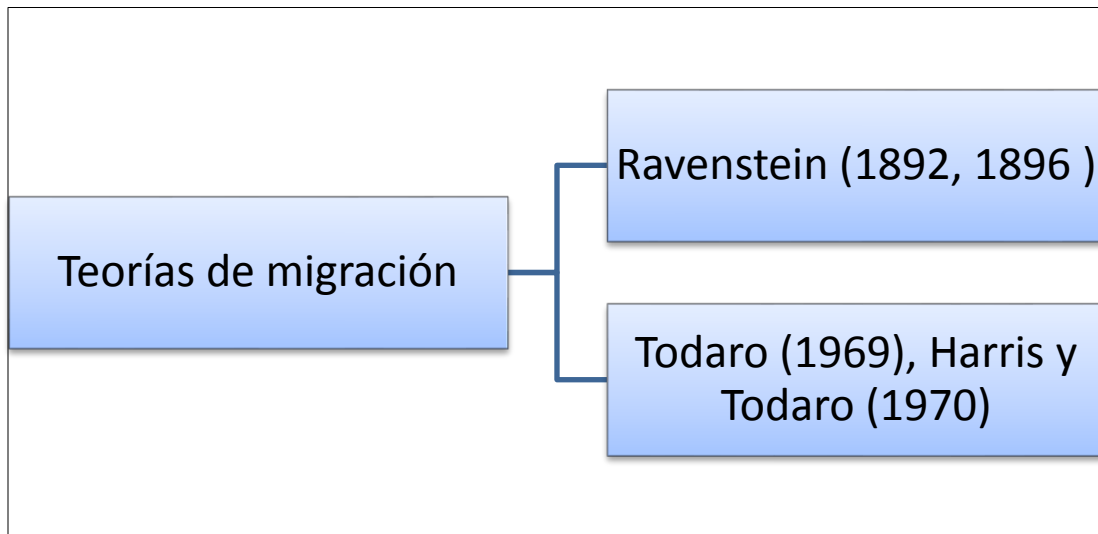 Teorías de migración
Ravenstein (1892, 1896 )
Todaro (1969), Harris y
Todaro (1970)